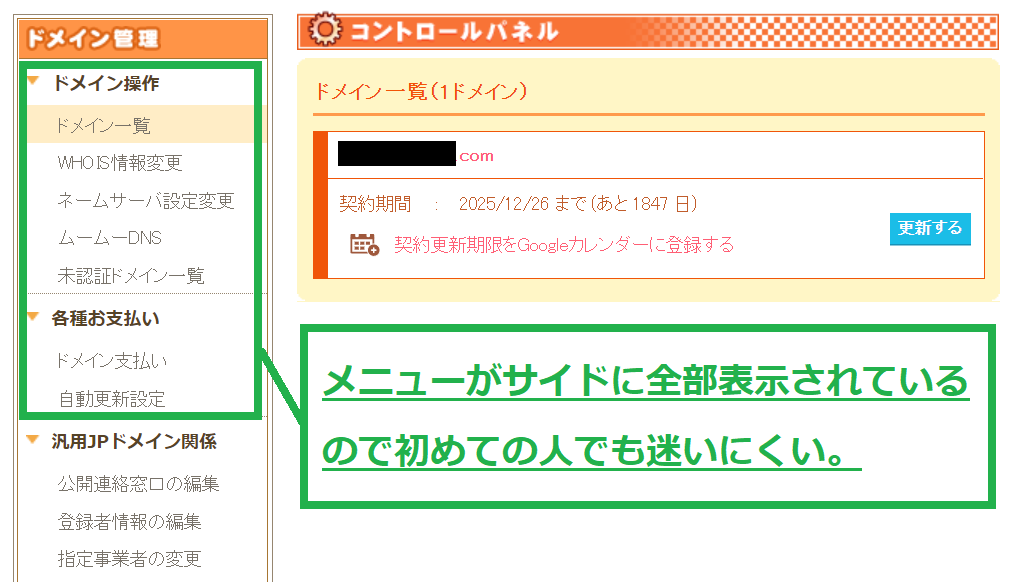 ドメイン管理
ドメイン操作
ドメイン一覧
WHOIS情報変更
ネームサーバ設定変更
ムームーDNS
未認証ドメイン一覧
各種お支払い
ドメイン支払い
自動更新設定
汎用JPドメイン関係
公開連絡窓口の編集
登録者情報の編集
指定事業者の変更
コントロールパネル
ドメイン一覧(1ドメイン)
.com
契約期間 : 2025/12/26 まで(あと1847 日)
契約更新期限をGoogleカレンダーに登録する
更新する
メニューがサイドに全部表示されている
ので初めての人でも迷いにくい。